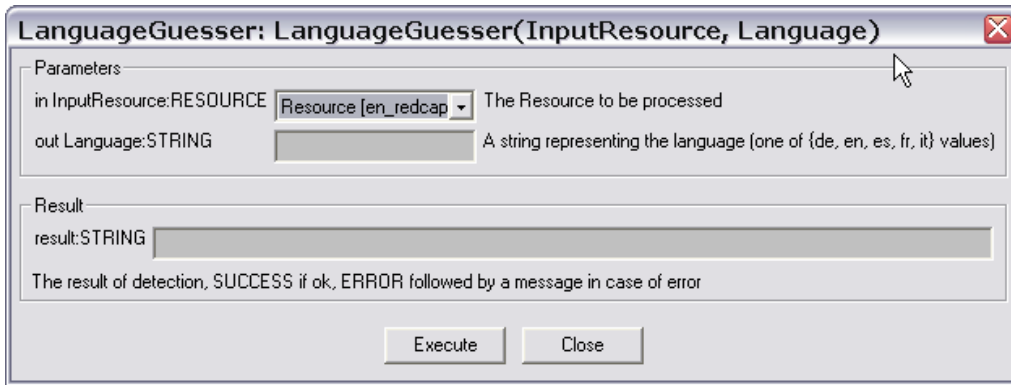 LanguageGuesser: LanguageGuesser(InputResource, Language)
Parameters
in InputResource:RESOURCE Resource [en_redcap The Resource to be processed
out Language:STRING A string representing the language (one of {de, en, es, fr, it} values)
Result
result:STRING
The result of detection, SUCCESS if ok, ERROR followed by a message in case of error
Execute Close